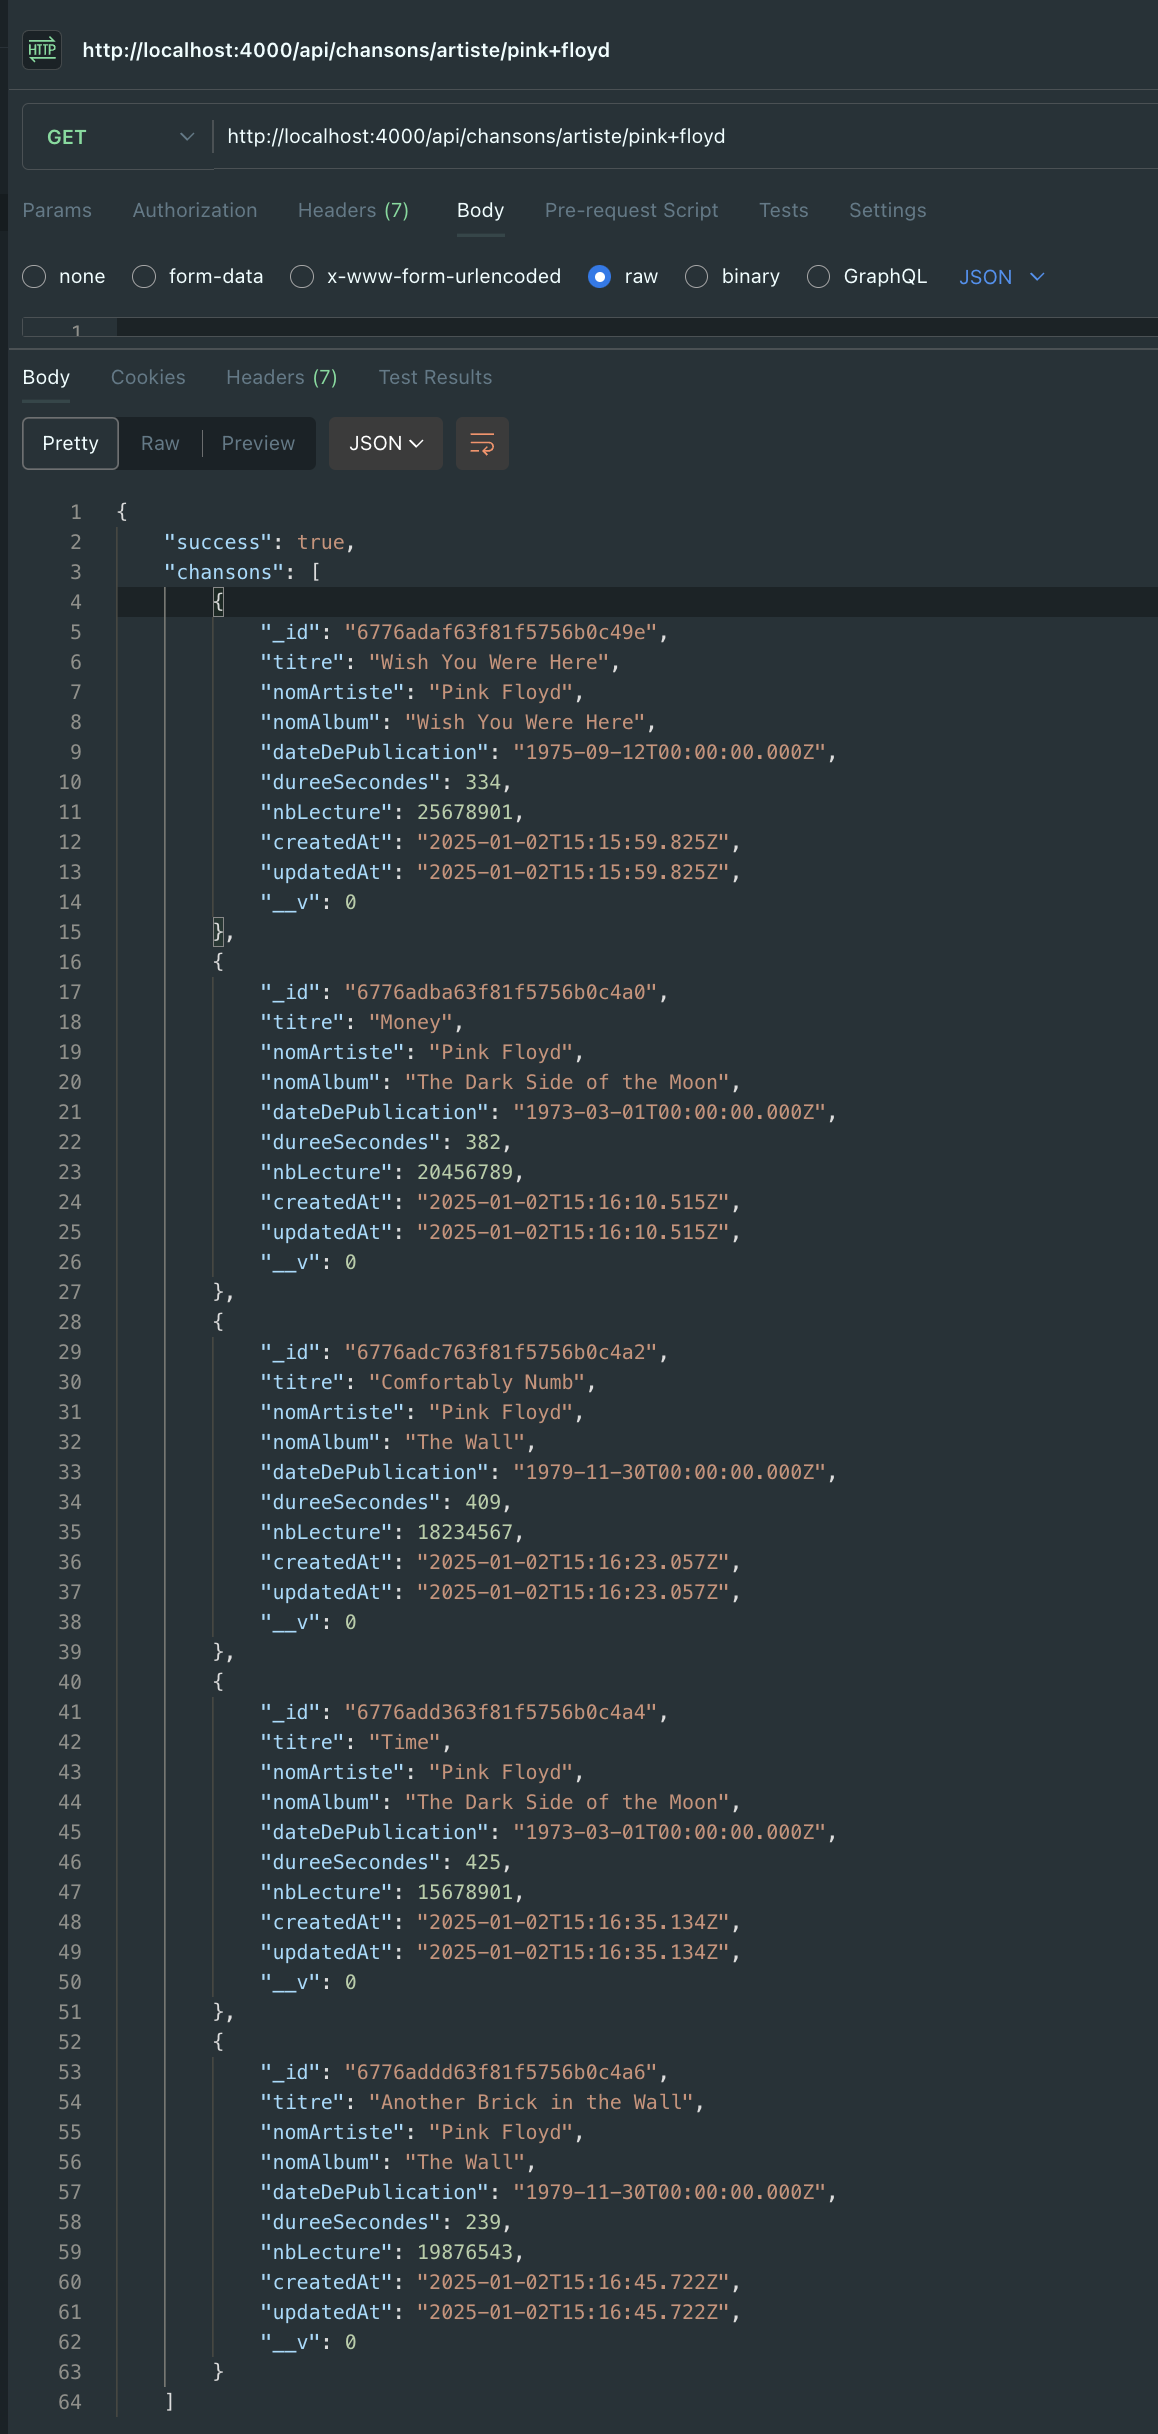 HTTP http://localhost:4000/api/chansons/artiste/pink+floyd
GET http://localhost:4000/api/chansons/artiste/pink+floyd
Params Authorization Headers (7) Body Pre-request Script Tests Settings
none form-data x-www-form-urlencoded raw binary GraphQL JSON
1
Body Cookies Headers (7) Test Results
Pretty Raw Preview JSON
1 {
2 "success": true,
3 "chansons": [
4 {
5 "_id": "6776adaf63f81f5756b0c49e",
6 "titre": "Wish You Were Here",
7 "nomArtiste": "Pink Floyd",
8 "nomAlbum": "Wish You Were Here",
9 "dateDePublication": "1975-09-12T00:00:00.000Z",
10 "dureeSecondes": 334,
11 "nbLecture": 25678901,
12 "createdAt": "2025-01-02T15:15:59.825Z",
13 "updatedAt": "2025-01-02T15:15:59.825Z",
14 "__v": 0
15 },
16 {
17 "_id": "6776adba63f81f5756b0c4a0",
18 "titre": "Money",
19 "nomArtiste": "Pink Floyd",
20 "nomAlbum": "The Dark Side of the Moon",
21 "dateDePublication": "1973-03-01T00:00:00.000Z",
22 "dureeSecondes": 382,
23 "nbLecture": 20456789,
24 "createdAt": "2025-01-02T15:16:10.515Z",
25 "updatedAt": "2025-01-02T15:16:10.515Z",
26 "__v": 0
27 },
28 {
29 "_id": "6776adc763f81f5756b0c4a2",
30 "titre": "Comfortably Numb",
31 "nomArtiste": "Pink Floyd",
32 "nomAlbum": "The Wall",
33 "dateDePublication": "1979-11-30T00:00:00.000Z",
34 "dureeSecondes": 409,
35 "nbLecture": 18234567,
36 "createdAt": "2025-01-02T15:16:23.057Z",
37 "updatedAt": "2025-01-02T15:16:23.057Z",
38 "__v": 0
39 },
40 {
41 "_id": "6776add363f81f5756b0c4a4",
42 "titre": "Time",
43 "nomArtiste": "Pink Floyd",
44 "nomAlbum": "The Dark Side of the Moon",
45 "dateDePublication": "1973-03-01T00:00:00.000Z",
46 "dureeSecondes": 425,
47 "nbLecture": 15678901,
48 "createdAt": "2025-01-02T15:16:35.134Z",
49 "updatedAt": "2025-01-02T15:16:35.134Z",
50 "__v": 0
51 },
52 {
53 "_id": "6776addd63f81f5756b0c4a6",
54 "titre": "Another Brick in the Wall",
55 "nomArtiste": "Pink Floyd",
56 "nomAlbum": "The Wall",
57 "dateDePublication": "1979-11-30T00:00:00.000Z",
58 "dureeSecondes": 239,
59 "nbLecture": 19876543,
60 "createdAt": "2025-01-02T15:16:45.722Z",
61 "updatedAt": "2025-01-02T15:16:45.722Z",
62 "__v": 0
63 }
64 ]